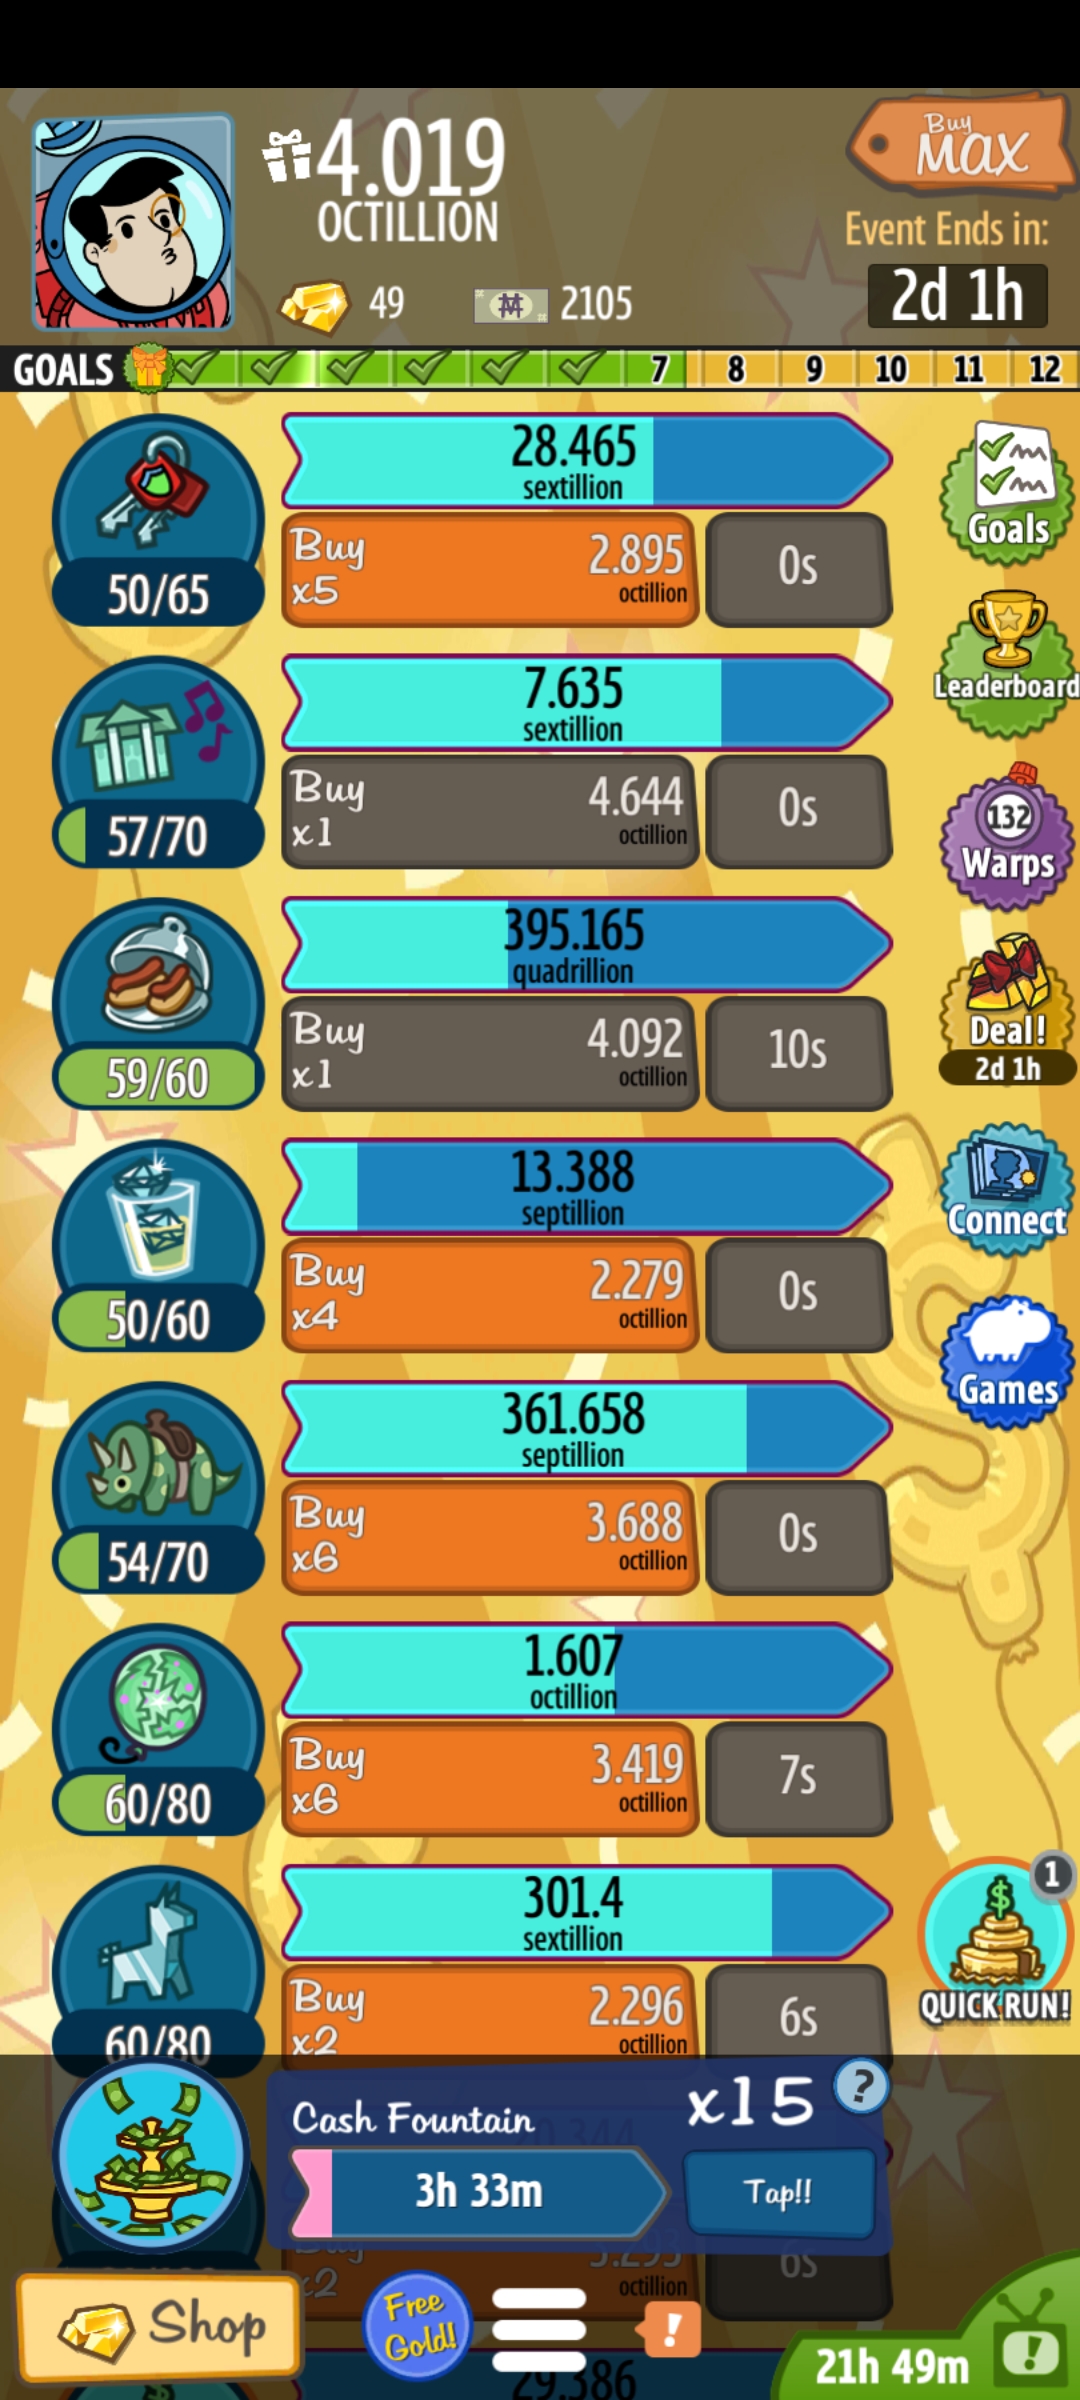 4.019
OCTILLION
Buy
MAX
Event Ends in:
2d 1h
49
2105
GOALS 7 8 9 10 11 12
28.465
sextillion
Buy
x5
2.895
octillion
0s
50/65
Goals
7.635
sextillion
Leaderboard
Buy
x1
4.644
octillion
0s
57/70
132
Warps
395.165
quadrillion
Buy
x1
4.092
octillion
10s
59/60
Deal!
2d 1h
13.388
septillion
Connect
Buy
x4
2.279
octillion
0s
50/60
361.658
septillion
Games
Buy
x6
3.688
octillion
0s
54/70
1.607
octillion
Buy
x6
3.419
octillion
7s
60/80
301.4
sextillion
1
$
QUICK RUN!
Buy
x2
2.296
octillion
6s
60/80
Cash Fountain
x15
?
3h 33m
Tap!!
Buy
x2
octillion
6s
Shop
Free
Gold!
!
21h 49m
!
29.386